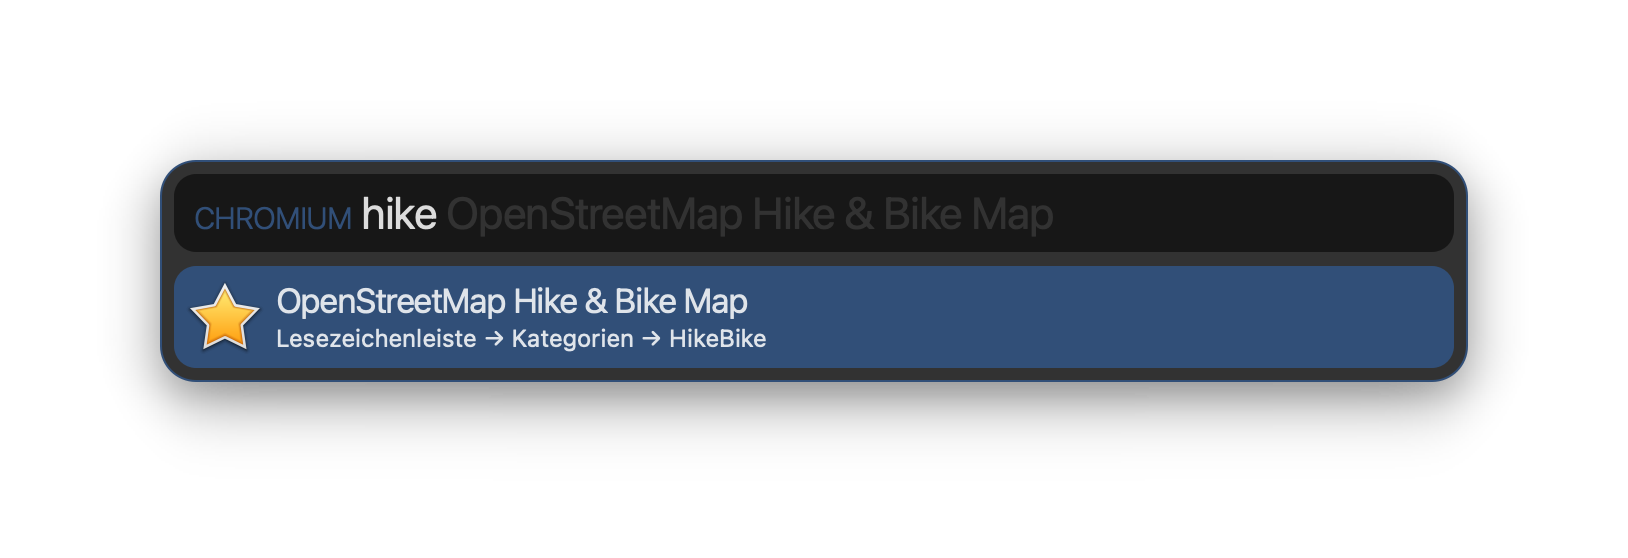 CHROMIUM hike OpenStreetMap Hike & Bike Map
OpenStreetMap Hike & Bike Map
Lesezeichenleiste → Kategorien → HikeBike